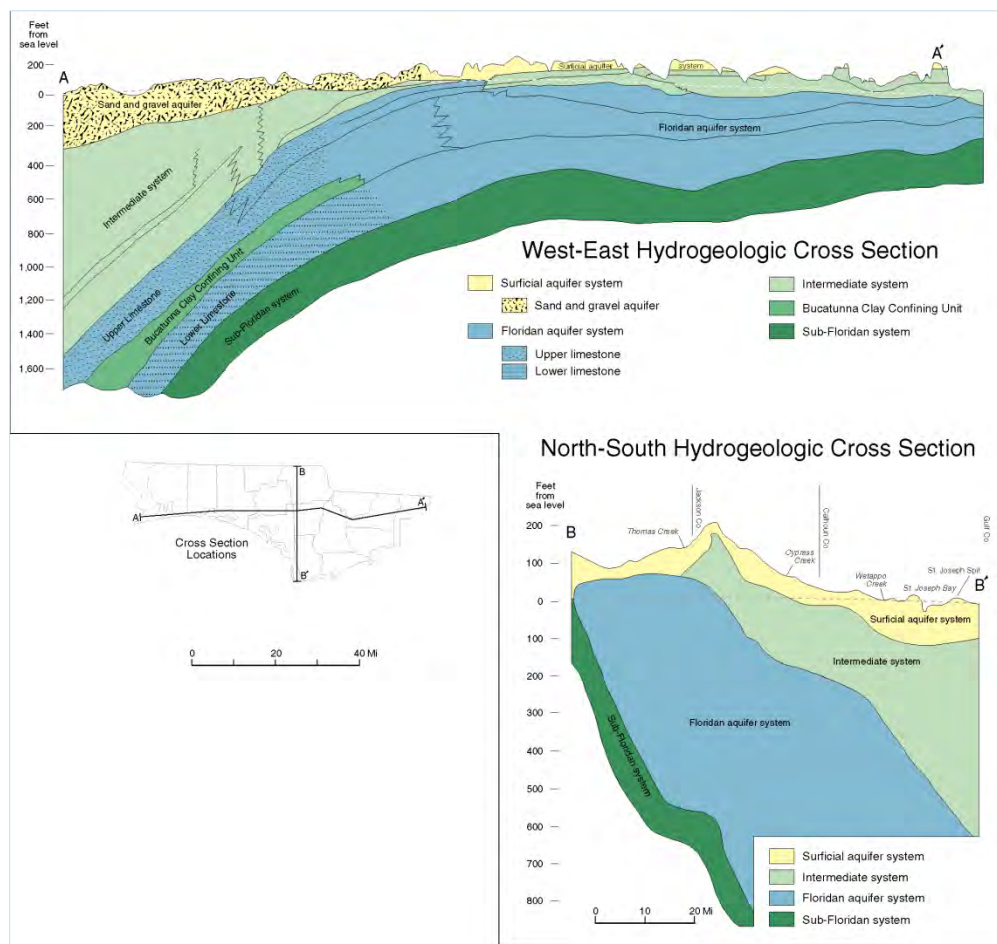 Feet
from
sea level
A
A'
200
0
200
400
600
800
1,000
1,200
1,400
1,600
Surficial aquifer
system
Sand and gravel aquifer
Floridan aquifer system
Intermediate system
Upper Limestone
Bucatunna Clay Confining Unit
Lower Limpstone
Sub-Floridan system
West-East Hydrogeologic Cross Section
Surficial aquifer system
Sand and gravel aquifer
Floridan aquifer system
Upper limestone
Lower limestone
Intermediate system
Bucatunna Clay Confining Unit
Sub-Floridan system
B
A
A'
B'
Cross Section
Locations
0 20 40 Mi
North-South Hydrogeologic Cross Section
Feet
from
sea level
B
B'
200
100
0
100
200
300
400
500
600
700
800
Thomas Creek
Jackson Co.
Cypress
Creek
Calhoun Co.
Wetappo
Creek
St. Joseph Bay
St. Joseph Spit
Gulf Co.
Surficial aquifer system
Intermediate system
Floridan aquifer system
Sub-Floridan system
0 10 20 Mi
Surficial aquifer system
Intermediate system
Floridan aquifer system
Sub-Floridan system